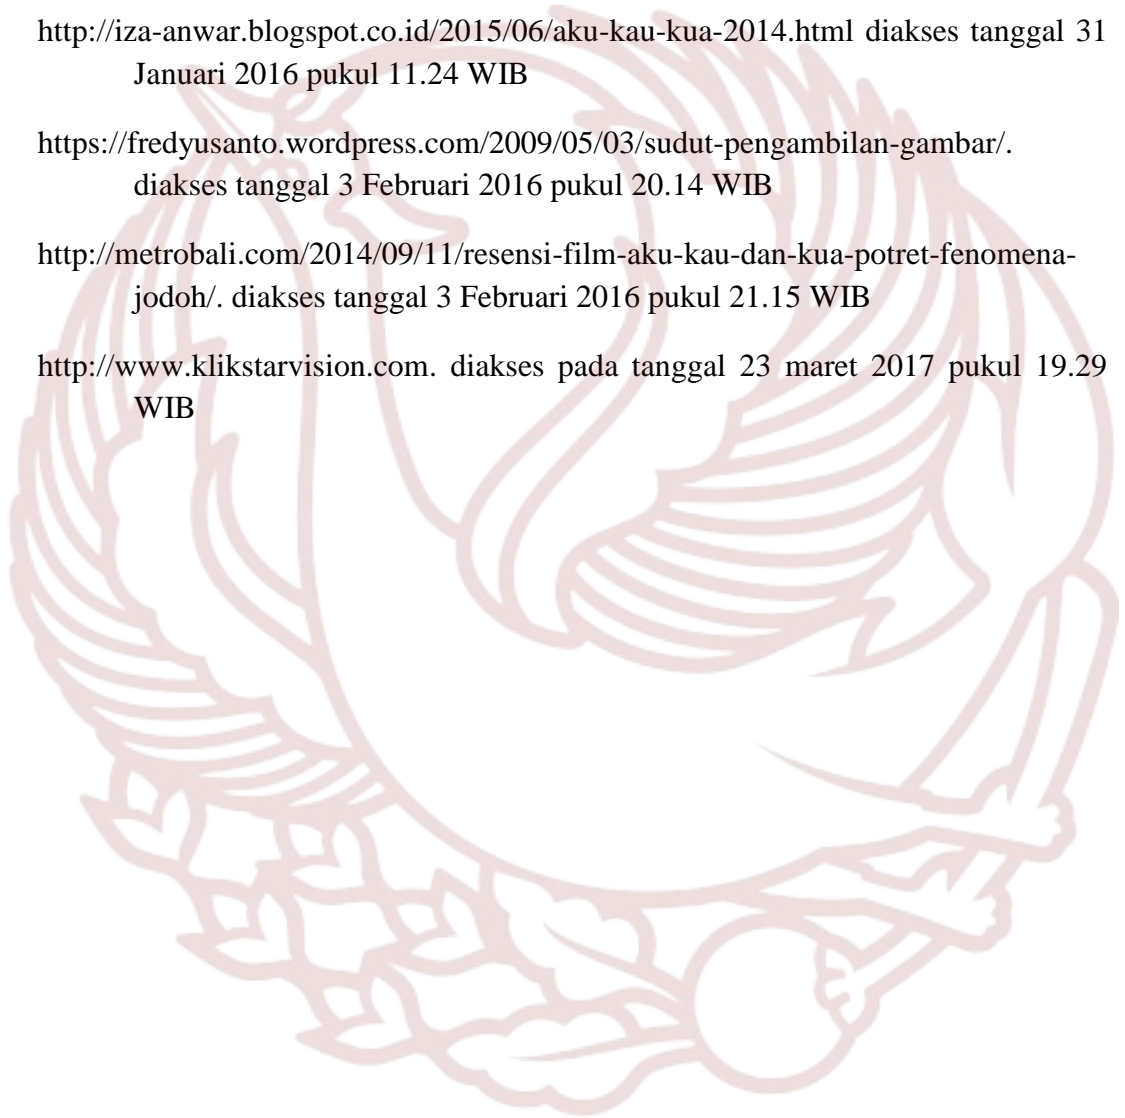 http://iza-anwar.blogspot.co.id/2015/06/aku-kau-kua-2014.html diakses tanggal 31
Januari 2016 pukul 11.24 WIB
https://fredyusanto.wordpress.com/2009/05/03/sudut-pengambilan-gambar/.
diakses tanggal 3 Februari 2016 pukul 20.14 WIB
http://metrobali.com/2014/09/11/resensi-film-aku-kau-dan-kua-potret-fenomena-
jodoh/. diakses tanggal 3 Februari 2016 pukul 21.15 WIB
http://www.klikstarvision.com. diakses pada tanggal 23 maret 2017 pukul 19.29
WIB